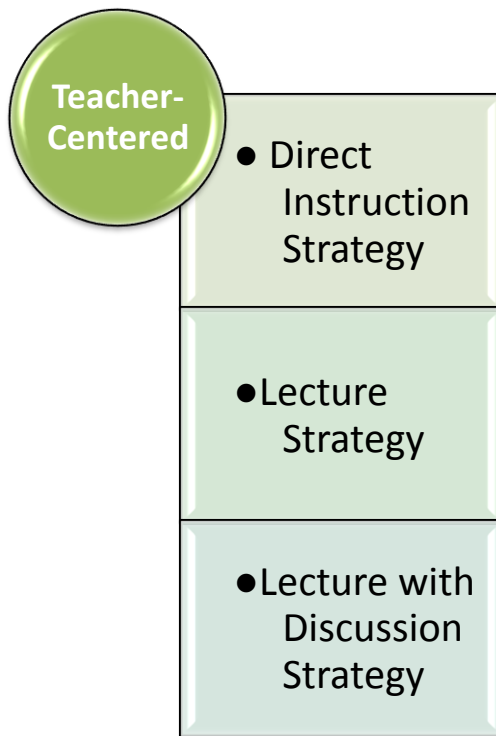 Teacher-
Centered
● Direct
Instruction
Strategy
●Lecture
Strategy
●Lecture with
Discussion
Strategy